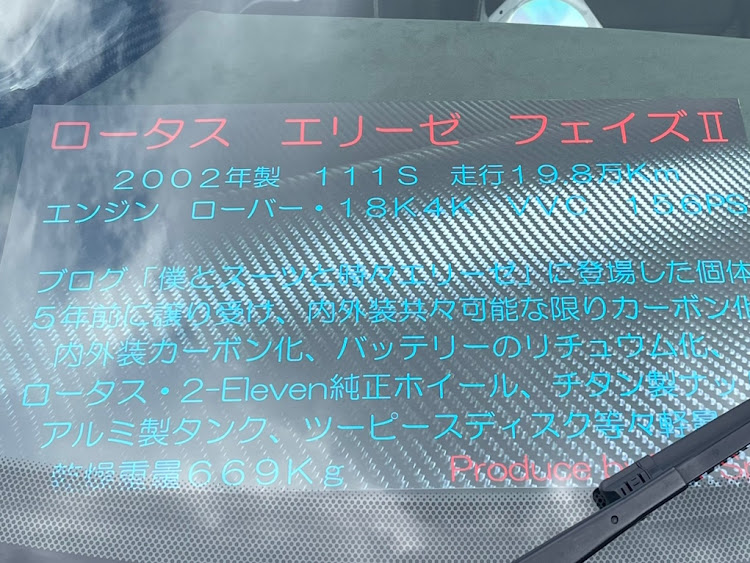 ロータス　エリーゼ　フェイズⅡ
２００２年製　１１１Ｓ　走行１９.８万Ｋｍ
エンジン　ローバー・１８Ｋ４Ｋ　ＶＶＣ　１５６ＰＳ
ブログ「僕とスーツと時々エリーゼ」に登場した個体
５年前に譲り受け、内外装共々可能な限りカーボン化
内外装カーボン化、バッテリーのリチュウム化、
ロータス・2-Eleven純正ホイール、チタン製ナッ
アルミ製タンク、ツーピースディスク等々軽量
乾燥重量６６９Ｋｇ　Produce by